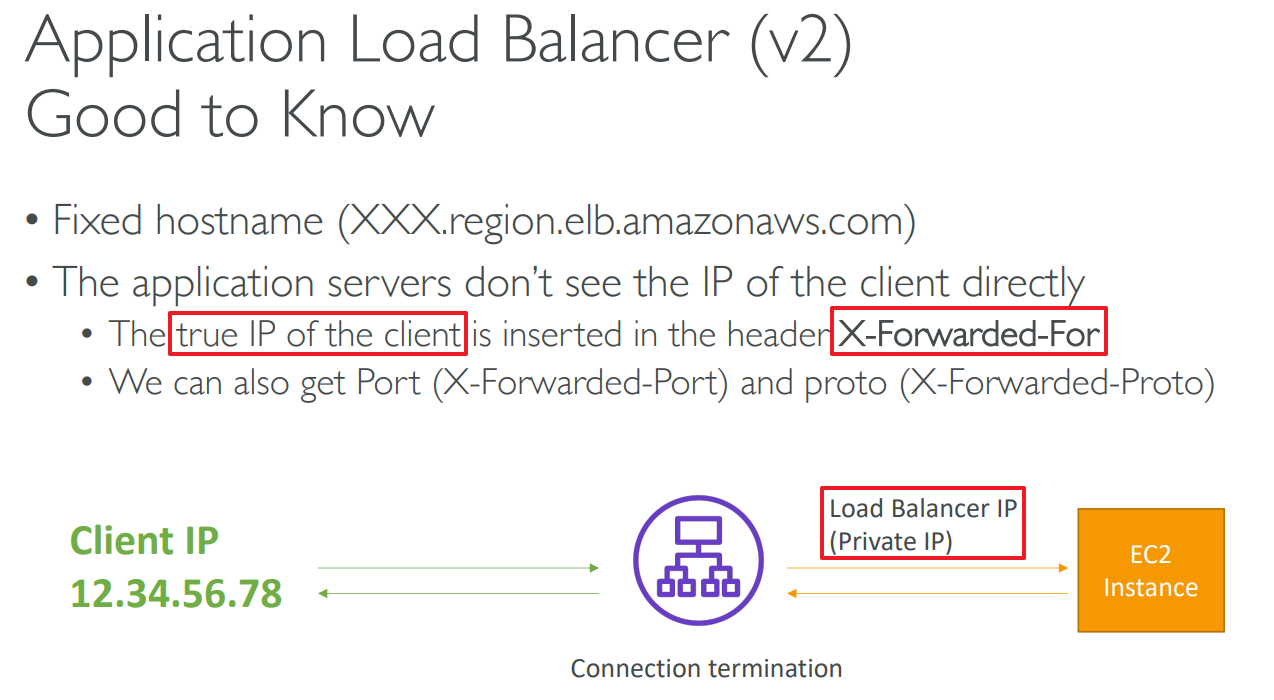 Application Load Balancer (v2)
Good to Know
• Fixed hostname (XXX.region.elb.amazonaws.com)
• The application servers don’t see the IP of the client directly
• The true IP of the client is inserted in the header X-Forwarded-For
• We can also get Port (X-Forwarded-Port) and proto (X-Forwarded-Proto)
Client IP
12.34.56.78
Load Balancer IP
(Private IP)
EC2
Instance
Connection termination